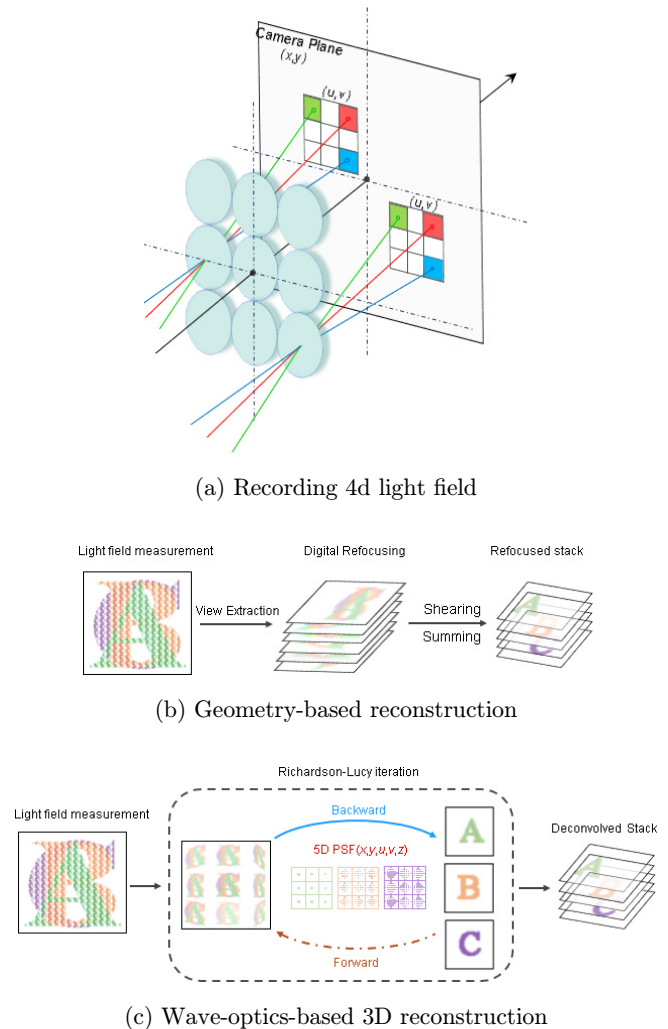 Camera Plane
(x,y)
(u,v)
(u,v)
(a) Recording 4d light field
Light field measurement
Digital Refocusing
Refocused stack
View Extraction
Shearing
Summing
A
B
C
(b) Geometry-based reconstruction
Richardson-Lucy iteration
Light field measurement
Backward
Deconvolved Stack
5D PSF(x,y,u,v,z)
A
B
C
A
B
C
Forward
(c) Wave-optics-based 3D reconstruction